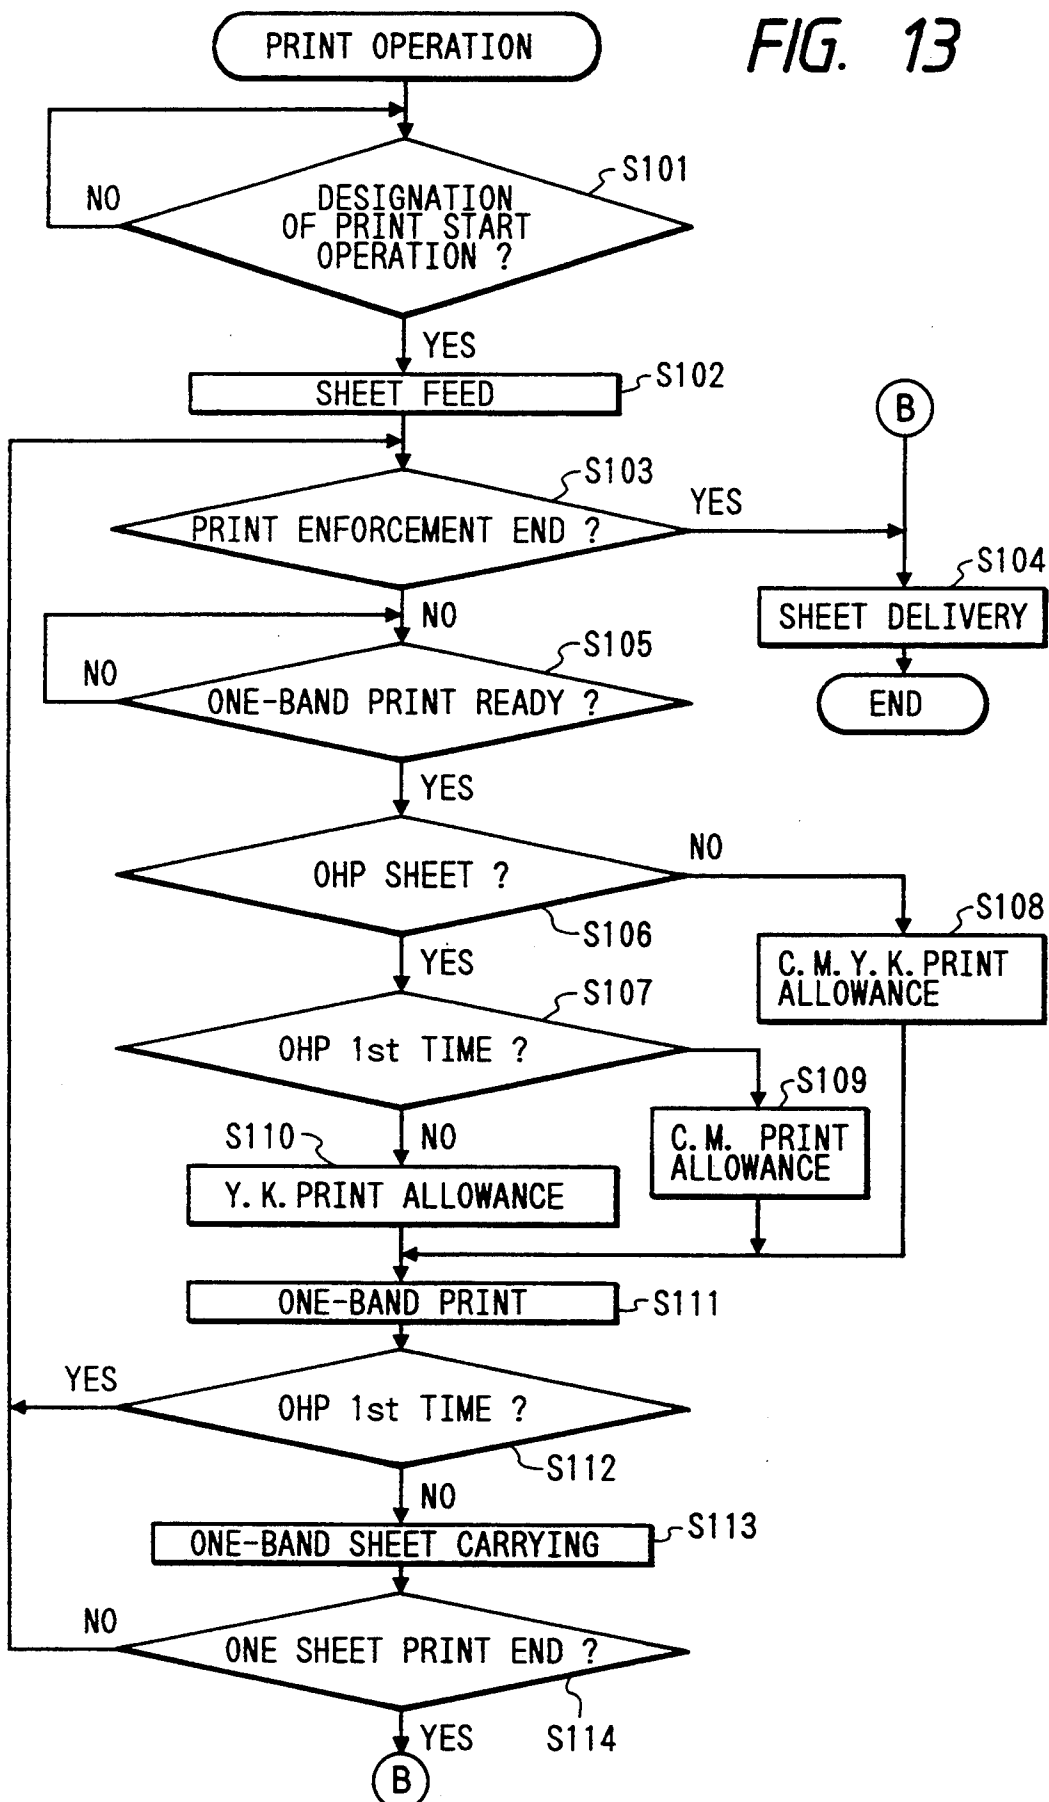 FIG. 13
PRINT OPERATION
S101
NO
DESIGNATION
OF PRINT START
OPERATION ?
YES
S102
SHEET FEED
B
S103
YES
PRINT ENFORCEMENT END ?
S104
NO
SHEET DELIVERY
S105
NO
ONE-BAND PRINT READY ?
END
YES
NO
OHP SHEET ?
S108
S106
YES
C. M. Y. K. PRINT
ALLOWANCE
S107
OHP 1st TIME ?
S109
S110
NO
C. M. PRINT
ALLOWANCE
Y. K. PRINT ALLOWANCE
ONE-BAND PRINT
S111
YES
OHP 1st TIME ?
S112
NO
S113
ONE-BAND SHEET CARRYING
NO
ONE SHEET PRINT END ?
YES
S114
B